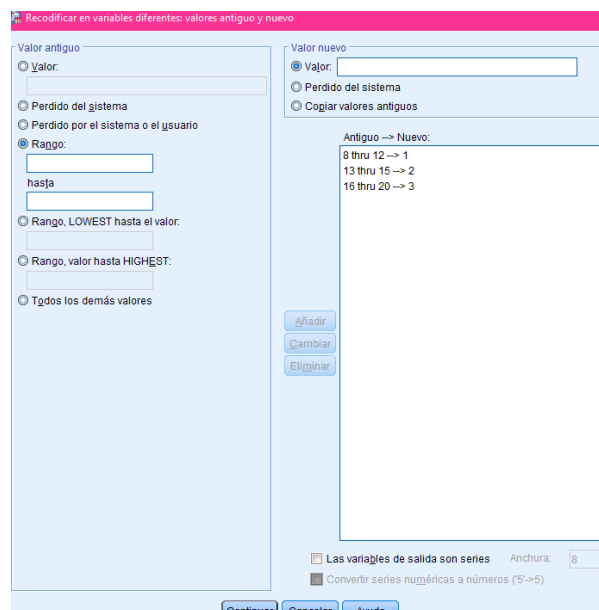 Recodificar en variables diferentes: valores antiguo y nuevo
Valor antiguo
Valor:
Perdido del sistema
Perdido por el sistema o el usuario
Rango:
hasta
Rango, LOWEST hasta el valor:
Rango, valor hasta HIGHEST:
Todos los demás valores
Valor nuevo
Valor:
Perdido del sistema
Copiar valores antiguos
Antiguo --> Nuevo:
8 thru 12 --> 1
13 thru 15 --> 2
16 thru 20 --> 3
Añadir
Cambiar
Eliminar
Las variables de salida son series Anchura: 8
Convertir series numéricas a números ('5'->5)
Continuar Cancelar Ayuda